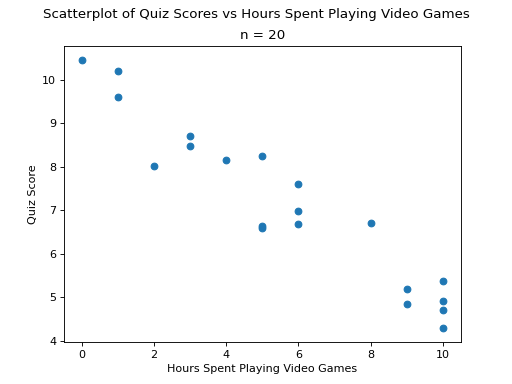 Scatterplot of Quiz Scores vs Hours Spent Playing Video Games
n = 20
10
9
8
7
6
5
4
Quiz Score
0 2 4 6 8 10
Hours Spent Playing Video Games